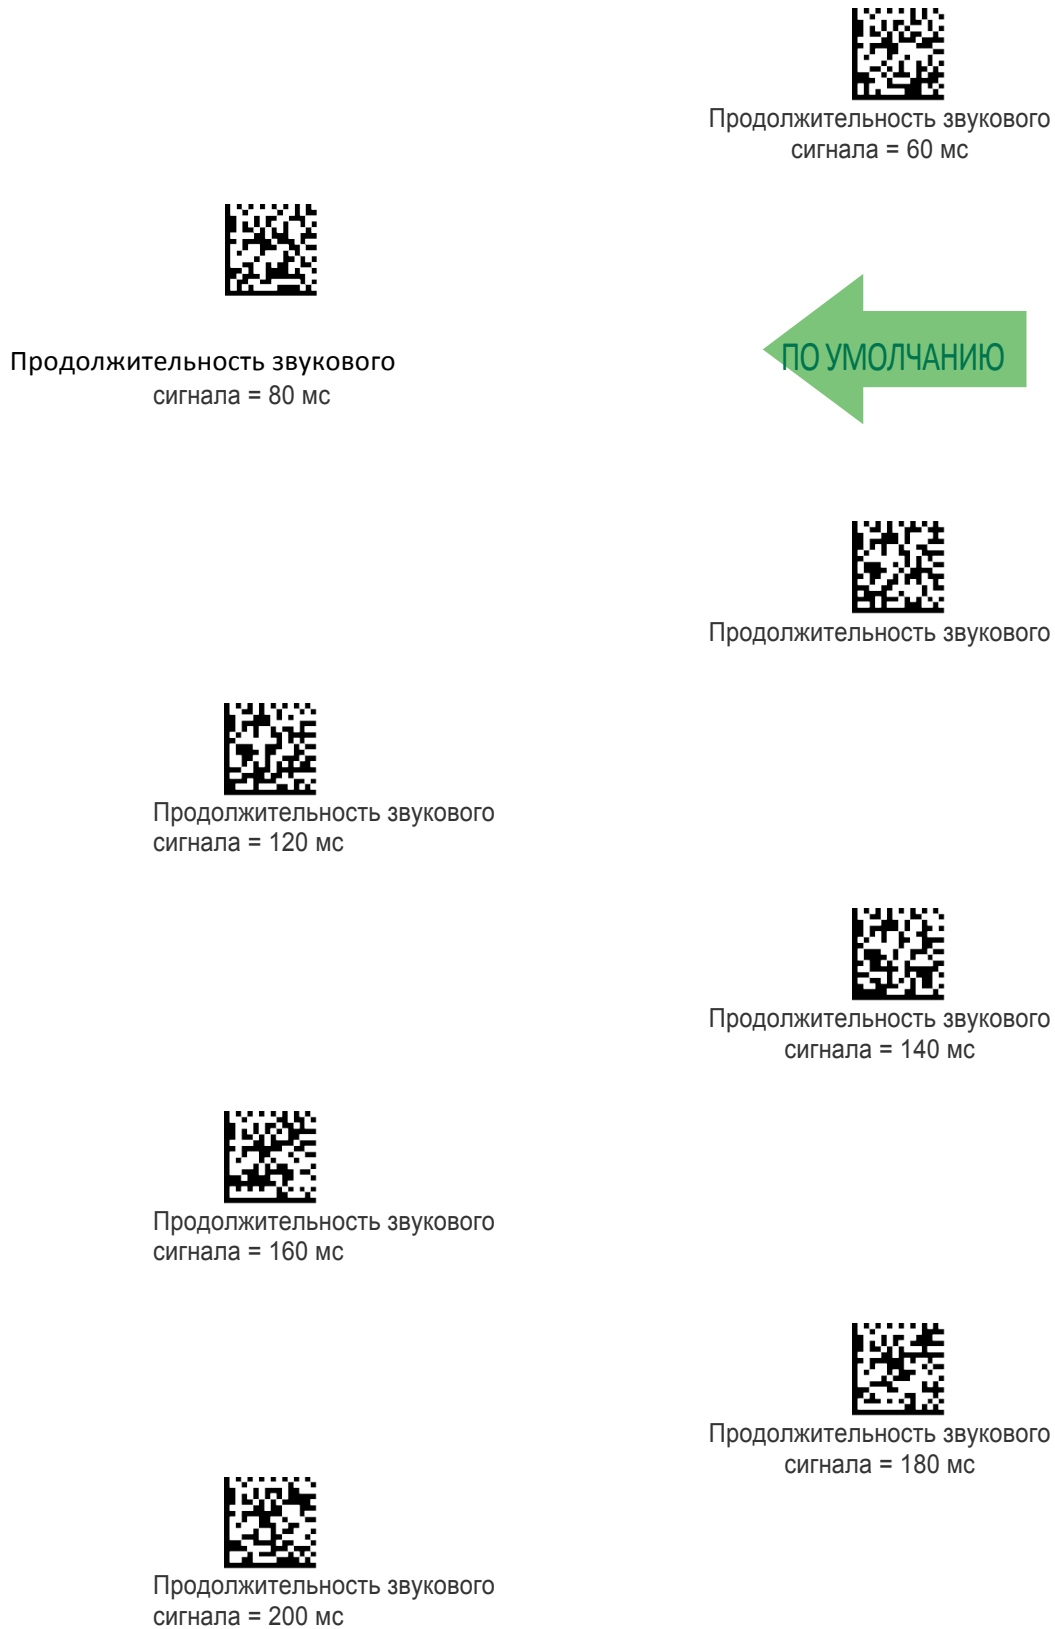 Продолжительность звукового
сигнала = 60 мс
Продолжительность звукового
сигнала = 80 мс
ПО УМОЛЧАНИЮ
Продолжительность звукового
Продолжительность звукового
сигнала = 120 мс
Продолжительность звукового
сигнала = 140 мс
Продолжительность звукового
сигнала = 160 мс
Продолжительность звукового
сигнала = 180 мс
Продолжительность звукового
сигнала = 200 мс